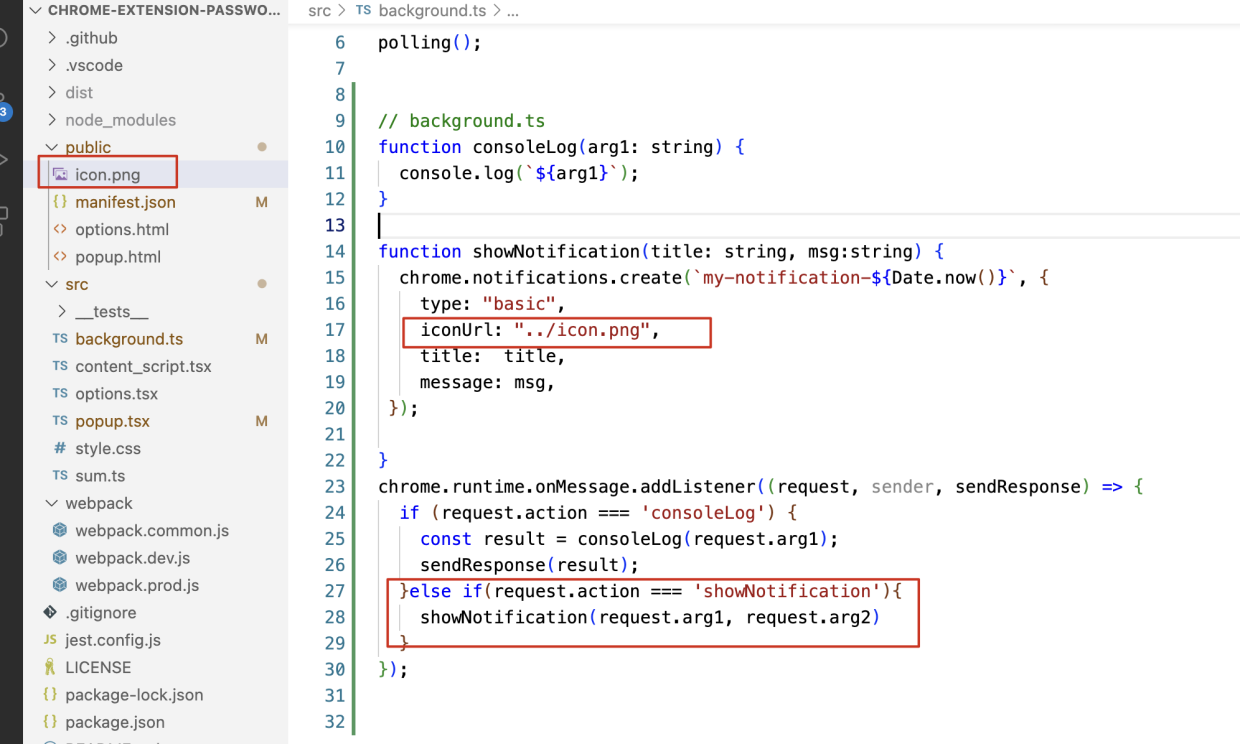 CHROME-EXTENSION-PASSWO...
.github
.vscode
dist
node_modules
public
icon.png
{} manifest.json M
<> options.html
<> popup.html
src
__tests__
TS background.ts M
TS content_script.tsx
TS options.tsx
TS popup.tsx M
# style.css
TS sum.ts
webpack
webpack.common.js
webpack.dev.js
webpack.prod.js
.gitignore
JS jest.config.js
LICENSE
{} package-lock.json
{} package.json
3
src > TS background.ts > ...
6 polling();
7
8
9 // background.ts
10 function consoleLog(arg1: string) {
11 console.log(`${arg1}`);
12 }
13
14 function showNotification(title: string, msg:string) {
15 chrome.notifications.create(`my-notification-${Date.now()}`, {
16 type: "basic",
17 iconUrl: "../icon.png",
18 title:  title,
19 message: msg,
20 });
21
22 }
23 chrome.runtime.onMessage.addListener((request, sender, sendResponse) => {
24 if (request.action === 'consoleLog') {
25 const result = consoleLog(request.arg1);
26 sendResponse(result);
27 }else if(request.action === 'showNotification'){
28 showNotification(request.arg1, request.arg2)
29 }
30 });
31
32